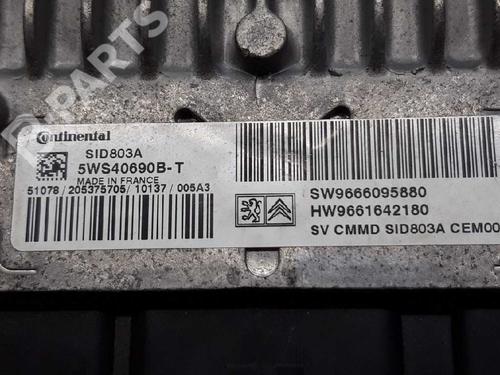 B-PARTS
Continental
SID803A
5WS40690B-T
MADE IN FRANCE
51078 / 205375705 / 10137 / 005A3
SW9666095880
HW9661642180
SV CMMD SID803A CEM00